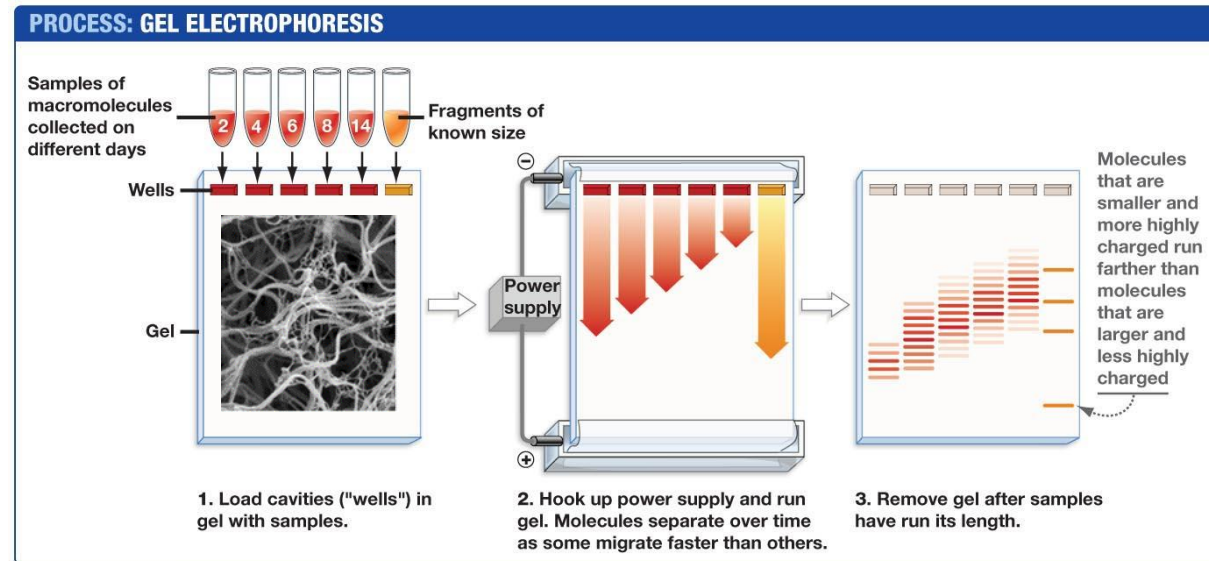 PROCESS: GEL ELECTROPHORESIS
Samples of
macromolecules
collected on
different days
2 4 6 8 14
Fragments of
known size
Wells
Gel
−
Power
supply
+
Molecules
that are
smaller and
more highly
charged run
farther than
molecules
that are
larger and
less highly
charged
1. Load cavities ("wells") in
gel with samples.
2. Hook up power supply and run
gel. Molecules separate over time
as some migrate faster than others.
3. Remove gel after samples
have run its length.